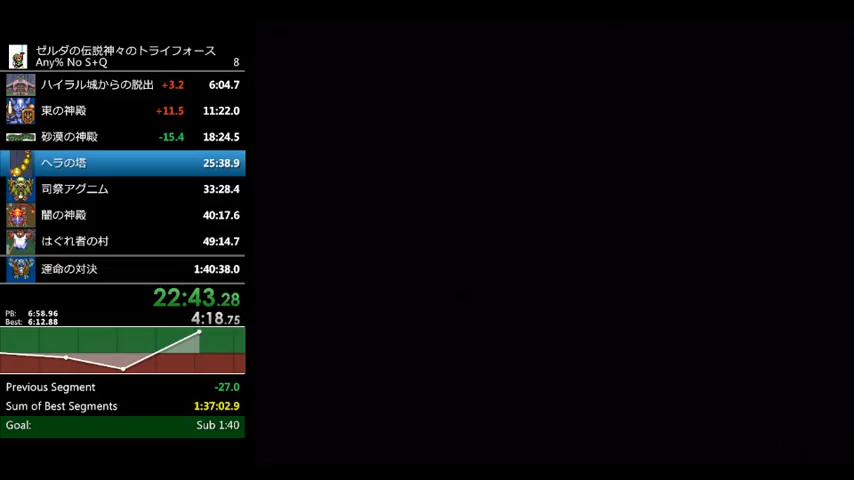 ゼルダの伝説神々のトライフォース
Any% No S+Q 8
ハイラル城からの脱出 +3.2 6:04.7
東の神殿 +11.5 11:22.0
砂漠の神殿 -15.4 18:24.5
ヘラの塔 25:38.9
司祭アグニム 33:28.4
闇の神殿 40:17.6
はぐれ者の村 49:14.7
運命の対決 1:40:38.0
22:43.28
PB: 6:58.96
Best: 6:12.88
4:18.75
Previous Segment -27.0
Sum of Best Segments 1:37:02.9
Goal: Sub 1:40